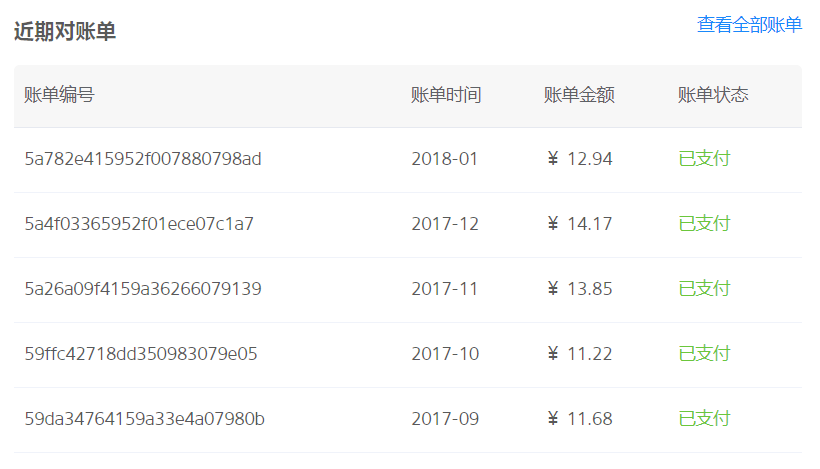 近期对账单 查看全部账单
账单编号 账单时间 账单金额 账单状态
5a782e415952f007880798ad 2018-01 ¥ 12.94 已支付
5a4f03365952f01ece07c1a7 2017-12 ¥ 14.17 已支付
5a26a09f4159a36266079139 2017-11 ¥ 13.85 已支付
59ffc42718dd350983079e05 2017-10 ¥ 11.22 已支付
59da34764159a33e4a07980b 2017-09 ¥ 11.68 已支付